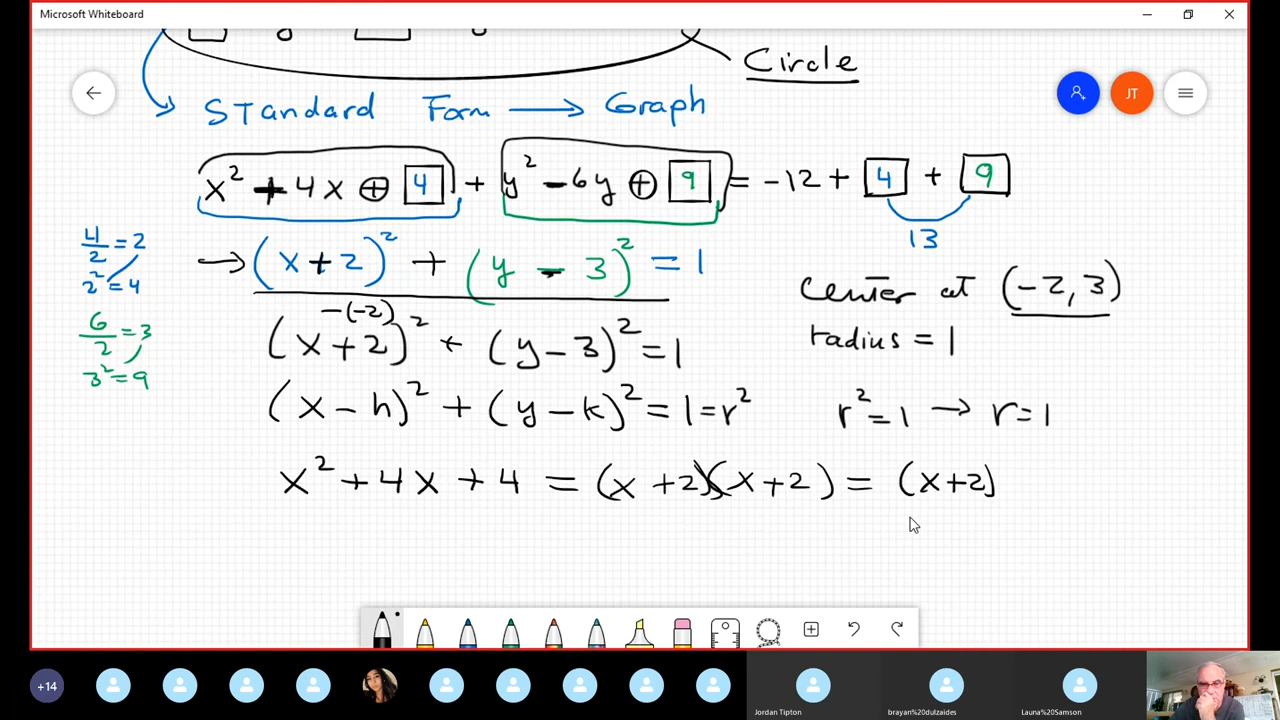 Microsoft Whiteboard
Circle
Standard Form → Graph
JT
x² + 4x + 4 + y² - 6y + 9 = -12 + 4 + 9
13
4/2 = 2
2² = 4
→ (x+2)² + (y - 3)² = 1
Center at (-2, 3)
6/2 = 3
3² = 9
-(-2)
(x+2)² + (y-3)² = 1
radius = 1
(x-h)² + (y-k)² = 1 = r²
r² = 1 → r = 1
x² + 4x + 4 = (x+2)(x+2) = (x+2)
+14
Jordan Tipton
brayan%20dulzaides
Launa%20Samson